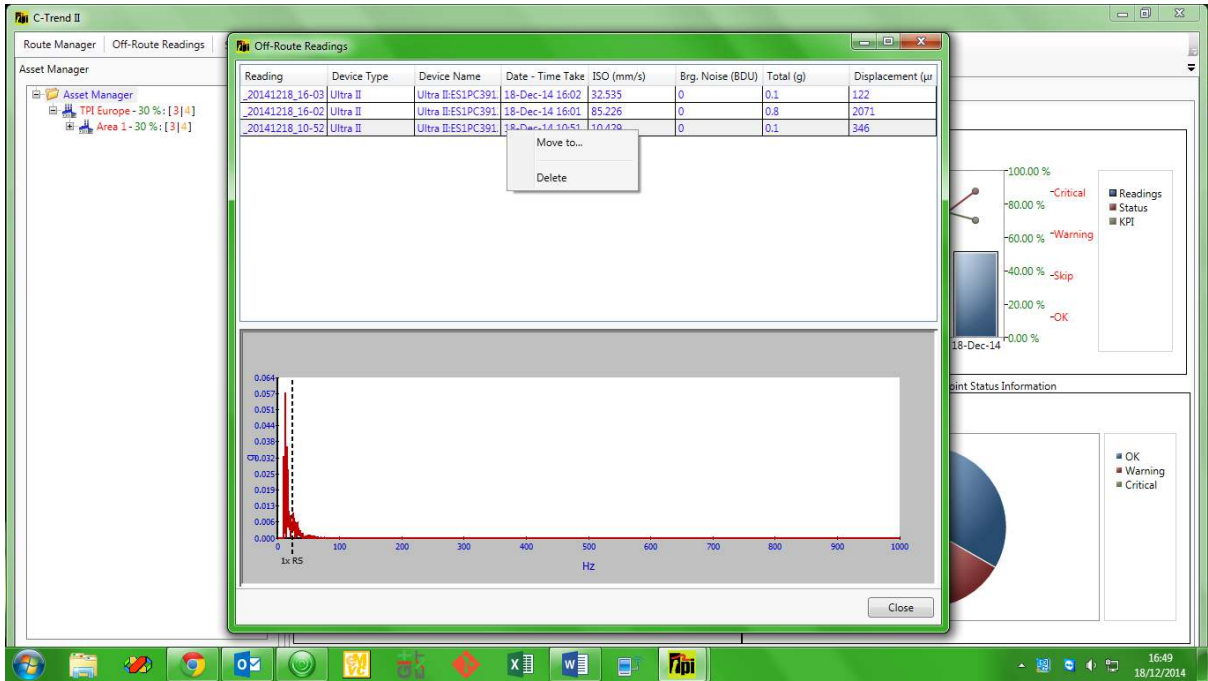 C-Trend II
Route Manager Off-Route Readings
Asset Manager
Asset Manager
TPI Europe - 30 % : [ 3 | 4 ]
Area 1 - 30 % : [ 3 | 4 ]
Off-Route Readings
Reading Device Type Device Name Date - Time Take ISO (mm/s) Brg. Noise (BDU) Total (g) Displacement (µr
_20141218_16-03 Ultra II Ultra II:ES1PC391. 18-Dec-14 16:02 32.535 0 0.1 122
_20141218_16-02 Ultra II Ultra II:ES1PC391. 18-Dec-14 16:01 85.226 0 0.8 2071
_20141218_10-52 Ultra II Ultra II:ES1PC391. 18-Dec-14 10:51 10.429 0 0.1 346
Move to...
Delete
100.00 %
80.00 %
60.00 %
40.00 %
20.00 %
0.00 %
Critical
Warning
Skip
OK
18-Dec-14
Readings
Status
KPI
0.064
0.057
0.051
0.044
0.038
0.032
0.025
0.019
0.013
0.006
0.000
g
0 100 200 300 400 500 600 700 800 900 1000
1x RS
Hz
Close
oint Status Information
OK
Warning
Critical
16:49
18/12/2014